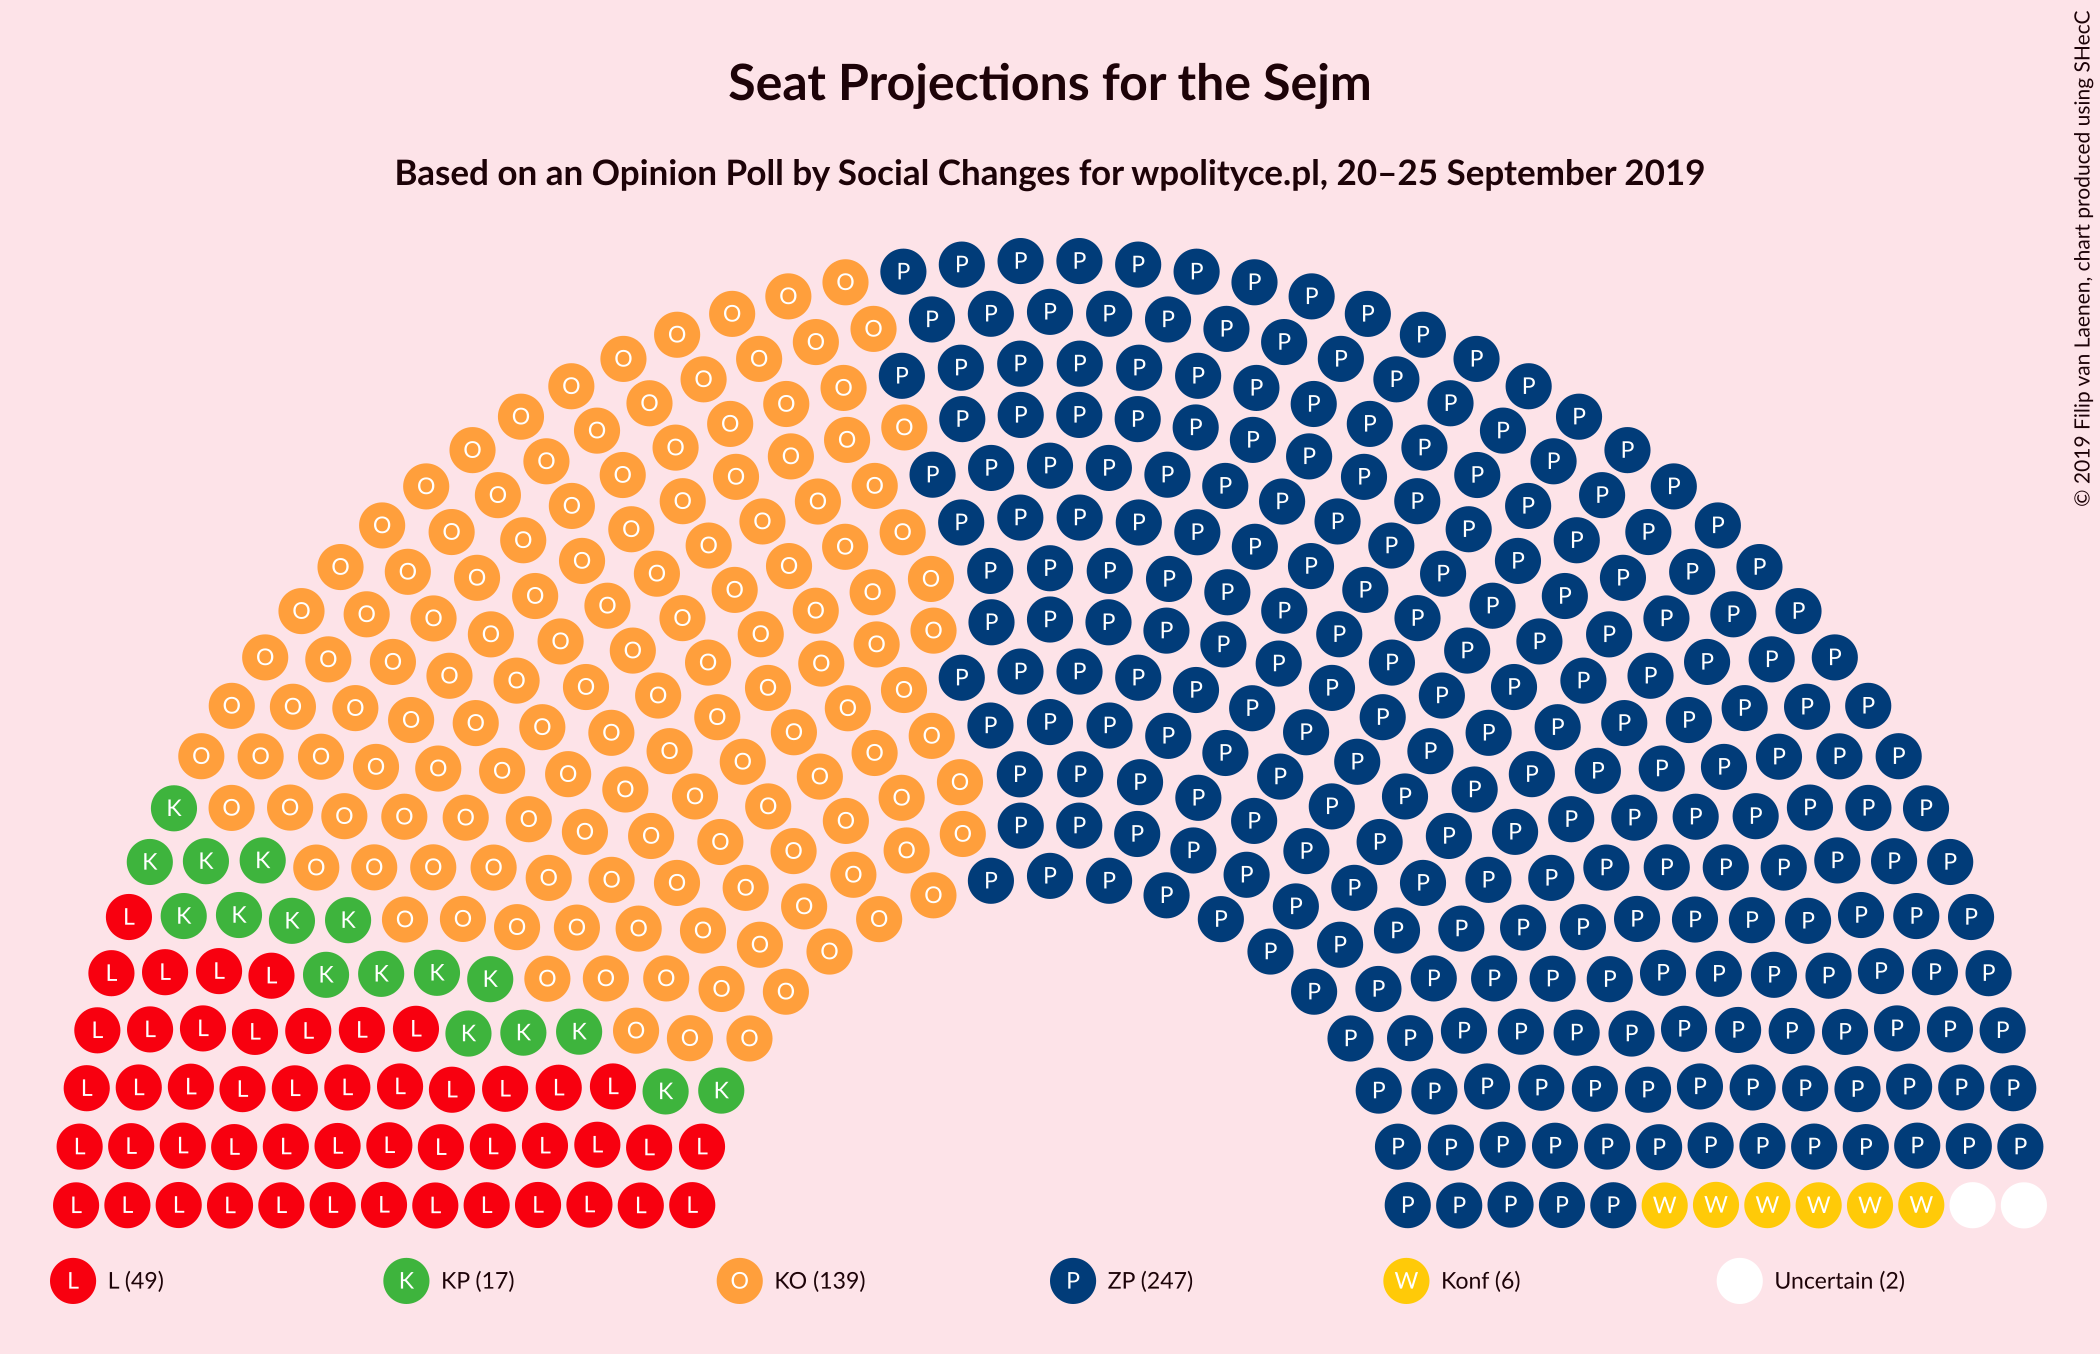 Seat Projections for the Sejm
Based on an Opinion Poll by Social Changes for wpolityce.pl, 20–25 September 2019
© 2019 Filip van Laenen, chart produced using SHecC
L L (49)
K KP (17)
O KO (139)
P ZP (247)
W Konf (6)
Uncertain (2)